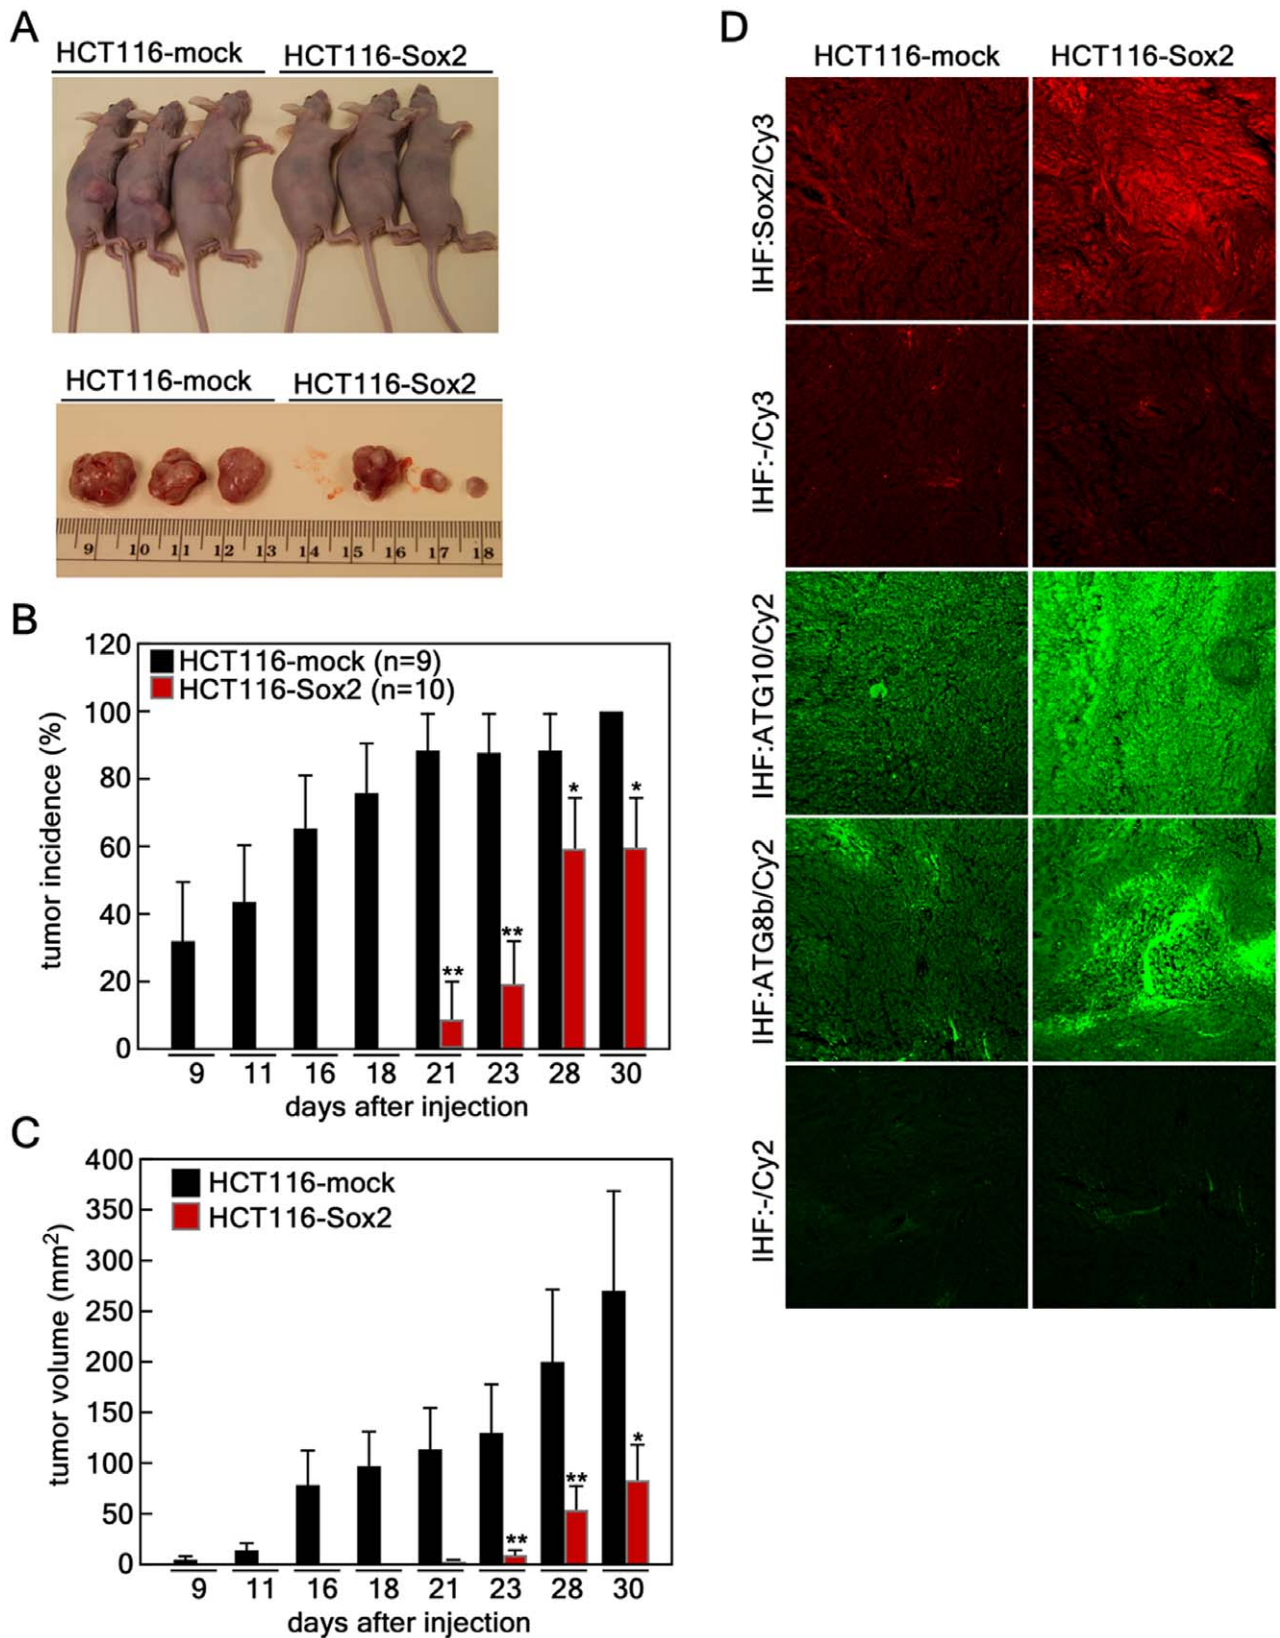 A
HCT116-mock HCT116-Sox2
HCT116-mock HCT116-Sox2
9 10 11 12 13 14 15 16 17 18
B
120
100
80
60
40
20
0
tumor incidence (%)
HCT116-mock (n=9)
HCT116-Sox2 (n=10)
** ** * *
9 11 16 18 21 23 28 30
days after injection
C
400
350
300
250
200
150
100
50
0
tumor volume (mm²)
HCT116-mock
HCT116-Sox2
** ** *
9 11 16 18 21 23 28 30
days after injection
D
HCT116-mock HCT116-Sox2
IHF:Sox2/Cy3
IHF:-/Cy3
IHF:ATG10/Cy2
IHF:ATG8b/Cy2
IHF:-/Cy2